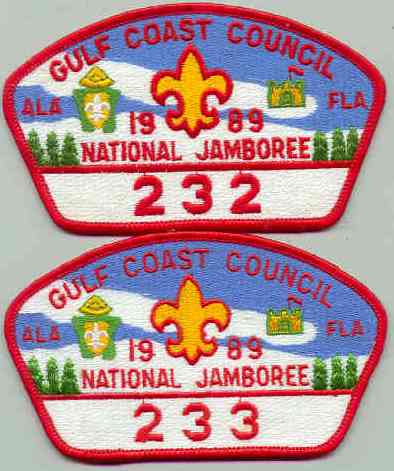 GULF COAST COUNCIL
ALA FLA
19 89
NATIONAL JAMBOREE
232
GULF COAST COUNCIL
ALA FLA
19 89
NATIONAL JAMBOREE
233